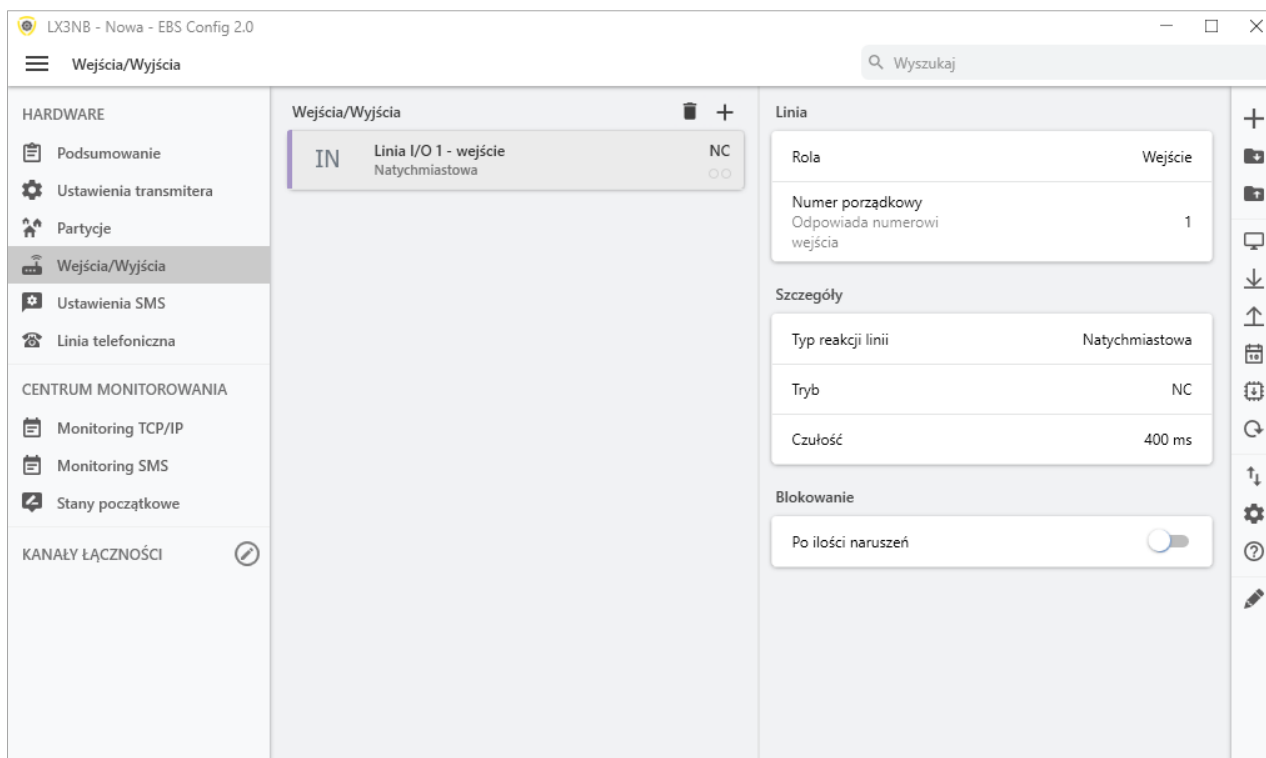 LX3NB - Nowa - EBS Config 2.0
Wejścia/Wyjścia
Wyszukaj
HARDWARE
Podsumowanie
Ustawienia transmitera
Partycje
Wejścia/Wyjścia
Ustawienia SMS
Linia telefoniczna
CENTRUM MONITOROWANIA
Monitoring TCP/IP
Monitoring SMS
Stany początkowe
KANAŁY ŁĄCZNOŚCI
Wejścia/Wyjścia
IN
Linia I/O 1 - wejście
NC
Natychmiastowa
Linia
Rola Wejście
Numer porządkowy
Odpowiada numerowi
wejścia
1
Szczegóły
Typ reakcji linii Natychmiastowa
Tryb NC
Czułość 400 ms
Blokowanie
Po ilości naruszeń
10